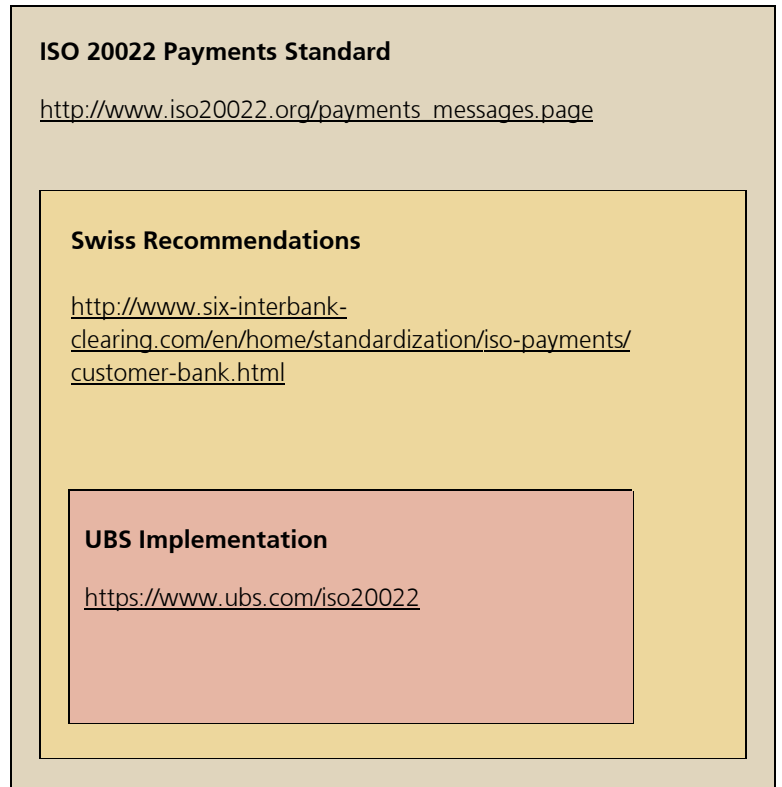 ISO 20022 Payments Standard
http://www.iso20022.org/payments_messages.page
Swiss Recommendations
http://www.six-interbank-
clearing.com/en/home/standardization/iso-payments/
customer-bank.html
UBS Implementation
https://www.ubs.com/iso20022